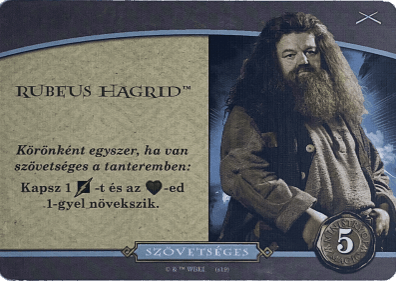 RUBEUS HAGRID™
Körönként egyszer, ha van
szövetséges a tanteremben:
Kapsz 1 -t és az -ed
1-gyel növekszik.
5
SZÖVETSÉGES